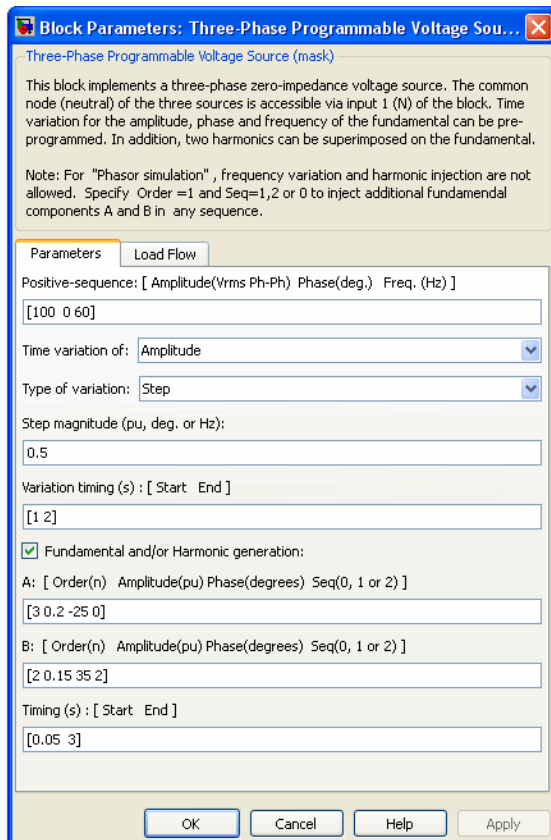 Block Parameters: Three-Phase Programmable Voltage Sou...
Three-Phase Programmable Voltage Source (mask)
This block implements a three-phase zero-impedance voltage source. The common
node (neutral) of the three sources is accessible via input 1 (N) of the block. Time
variation for the amplitude, phase and frequency of the fundamental can be pre-
programmed. In addition, two harmonics can be superimposed on the fundamental.
Note: For "Phasor simulation" , frequency variation and harmonic injection are not
allowed. Specify Order =1 and Seq=1,2 or 0 to inject additional fundamendal
components A and B in any sequence.
Parameters Load Flow
Positive-sequence: [ Amplitude(Vrms Ph-Ph) Phase(deg.) Freq. (Hz) ]
[100 0 60]
Time variation of: Amplitude
Type of variation: Step
Step magnitude (pu, deg. or Hz):
0.5
Variation timing (s) : [ Start End ]
[1 2]
Fundamental and/or Harmonic generation:
A: [ Order(n) Amplitude(pu) Phase(degrees) Seq(0, 1 or 2) ]
[3 0.2 -25 0]
B: [ Order(n) Amplitude(pu) Phase(degrees) Seq(0, 1 or 2) ]
[2 0.15 35 2]
Timing (s) : [ Start End ]
[0.05 3]
OK Cancel Help Apply